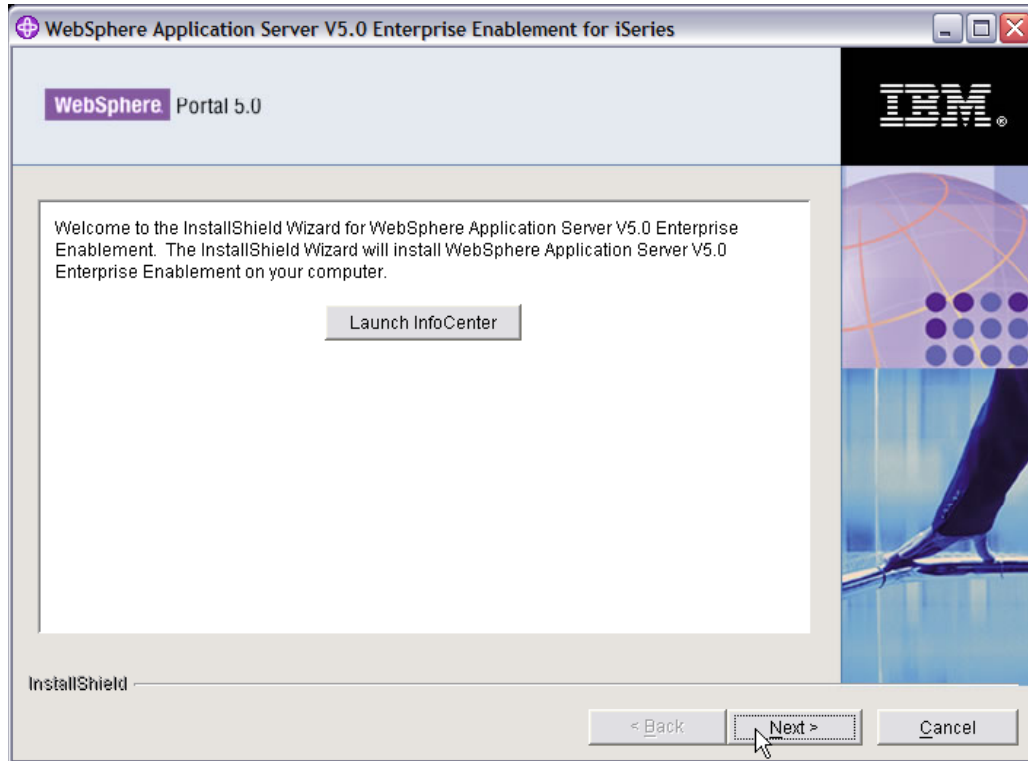 WebSphere Application Server V5.0 Enterprise Enablement for iSeries
WebSphere. Portal 5.0
IBM®
Welcome to the InstallShield Wizard for WebSphere Application Server V5.0 Enterprise
Enablement. The InstallShield Wizard will install WebSphere Application Server V5.0
Enterprise Enablement on your computer.
Launch InfoCenter
InstallShield
< Back
Next >
Cancel